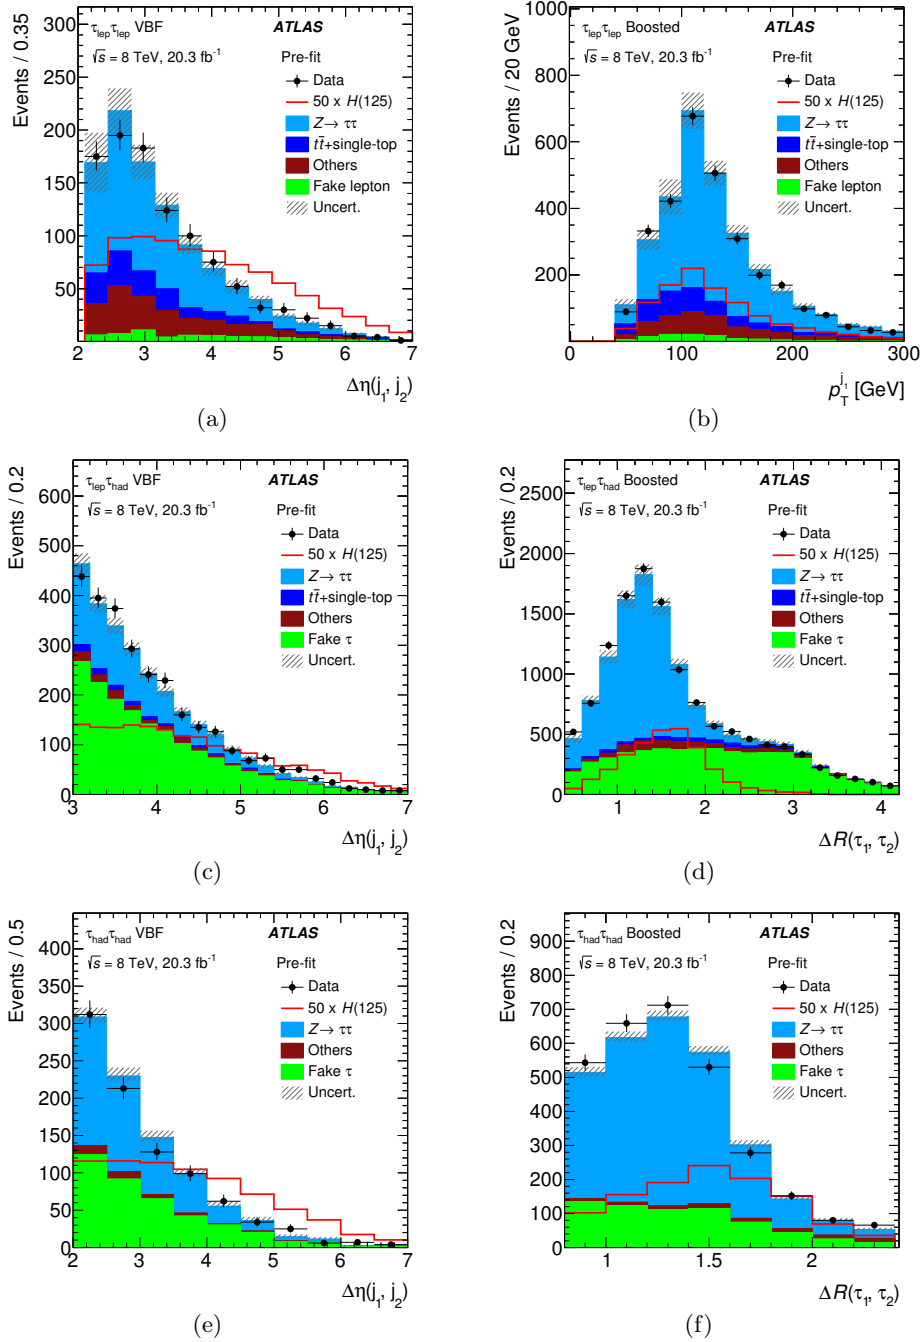 τlepτlep VBF ATLAS
√s = 8 TeV, 20.3 fb-1 Pre-fit
Data
50 x H(125)
Z→ ττ
tt̄+single-top
Others
Fake lepton
Uncert.
Events / 0.35
300
250
200
150
100
50
2 3 4 5 6 7
Δη(j1, j2)
(a)
τlepτlep Boosted ATLAS
√s = 8 TeV, 20.3 fb-1 Pre-fit
Data
50 x H(125)
Z→ ττ
tt̄+single-top
Others
Fake lepton
Uncert.
Events / 20 GeV
1000
800
600
400
200
0 100 200 300
pTj1 [GeV]
(b)
τlepτhad VBF ATLAS
√s = 8 TeV, 20.3 fb-1 Pre-fit
Data
50 x H(125)
Z→ ττ
tt̄+single-top
Others
Fake τ
Uncert.
Events / 0.2
600
500
400
300
200
100
0
3 4 5 6 7
Δη(j1, j2)
(c)
τlepτhad Boosted ATLAS
√s = 8 TeV, 20.3 fb-1 Pre-fit
Data
50 x H(125)
Z→ ττ
tt̄+single-top
Others
Fake τ
Uncert.
Events / 0.2
2500
2000
1500
1000
500
0
1 2 3 4
ΔR(τ1, τ2)
(d)
τhadτhad VBF ATLAS
√s = 8 TeV, 20.3 fb-1 Pre-fit
Data
50 x H(125)
Z→ ττ
Others
Fake τ
Uncert.
Events / 0.5
400
350
300
250
200
150
100
50
0
2 3 4 5 6 7
Δη(j1, j2)
(e)
τhadτhad Boosted ATLAS
√s = 8 TeV, 20.3 fb-1 Pre-fit
Data
50 x H(125)
Z→ ττ
Others
Fake τ
Uncert.
Events / 0.2
900
800
700
600
500
400
300
200
100
0
1 1.5 2
ΔR(τ1, τ2)
(f)